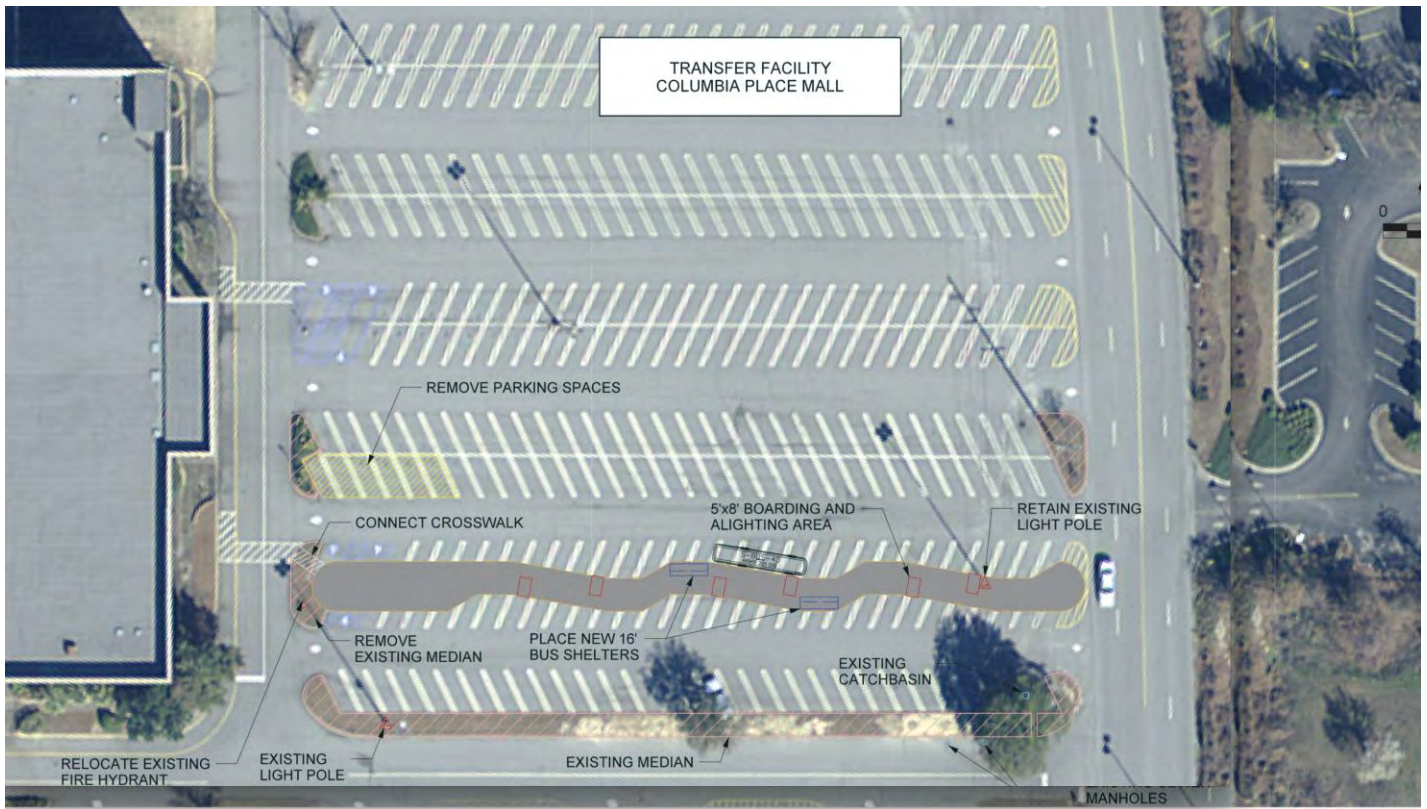 TRANSFER FACILITY
COLUMBIA PLACE MALL
0
REMOVE PARKING SPACES
CONNECT CROSSWALK
5'x8' BOARDING AND
ALIGHTING AREA
RETAIN EXISTING
LIGHT POLE
REMOVE
EXISTING MEDIAN
PLACE NEW 16'
BUS SHELTERS
EXISTING
CATCHBASIN
RELOCATE EXISTING
FIRE HYDRANT
EXISTING
LIGHT POLE
EXISTING MEDIAN
MANHOLES